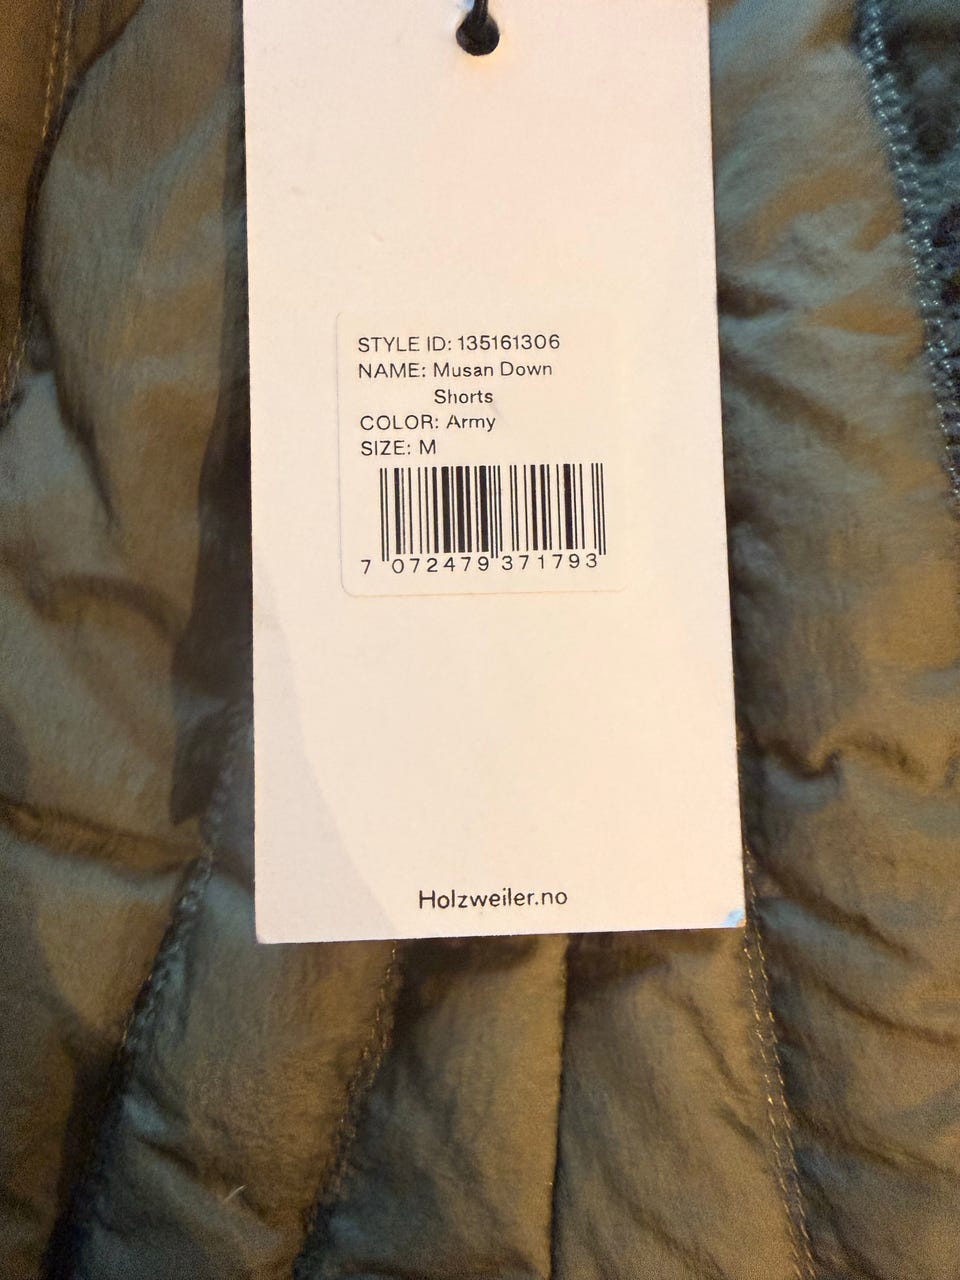 STYLE ID: 135161306
NAME: Musan Down
Shorts
COLOR: Army
SIZE: M
7 072479 371793
Holzweiler.no